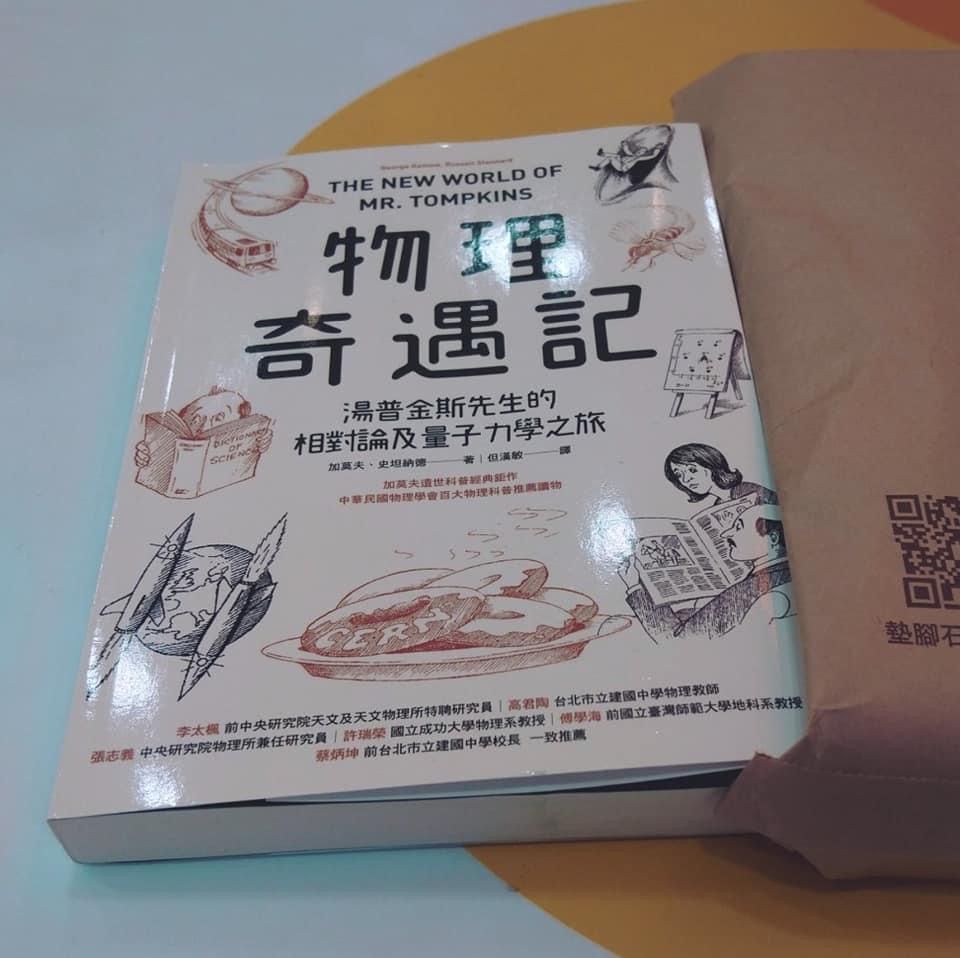 George Gamow, Russell Stannard
THE NEW WORLD OF
MR. TOMPKINS
物理
奇遇記
湯普金斯先生的
相對論及量子力學之旅
加莫夫、史坦納德——著|但漢敏——譯
加莫夫遺世科普經典鉅作
中華民國物理學會百大物理科普推薦讀物
DICTIONARY
OF
SCIENCE
CERN
李太楓 前中央研究院天文及天文物理所特聘研究員|高君陶 台北市立建國中學物理教師
張志義 中央研究院物理所兼任研究員|許瑞榮 國立成功大學物理系教授|傅學海 前國立臺灣師範大學地科系教授
蔡炳坤 前台北市立建國中學校長 一致推薦
墊腳石